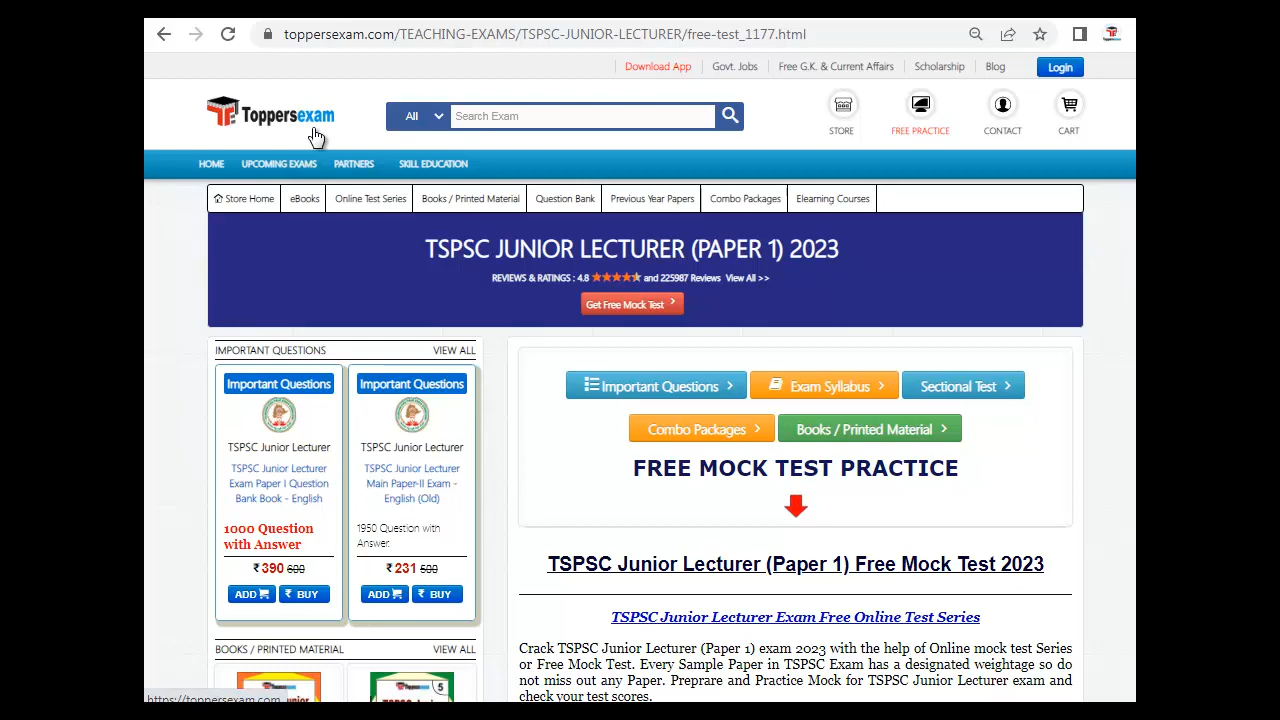 toppersexam.com/TEACHING-EXAMS/TSPSC-JUNIOR-LECTURER/free-test_1177.html
Download App
Govt. Jobs
Free G.K. & Current Affairs
Scholarship
Blog
Login
Toppersexam
All
Search Exam
STORE
FREE PRACTICE
CONTACT
CART
HOME
UPCOMING EXAMS
PARTNERS
SKILL EDUCATION
Store Home
eBooks
Online Test Series
Books / Printed Material
Question Bank
Previous Year Papers
Combo Packages
Elearning Courses
TSPSC JUNIOR LECTURER (PAPER 1) 2023
REVIEWS & RATINGS : 4.8 and 225987 Reviews View All >>
Get Free Mock Test
IMPORTANT QUESTIONS
VIEW ALL
Important Questions
TSPSC Junior Lecturer
TSPSC Junior Lecturer
Exam Paper I Question
Bank Book - English
1000 Question
with Answer
₹ 390 600
ADD
₹ BUY
Important Questions
TSPSC Junior Lecturer
TSPSC Junior Lecturer
Main Paper-II Exam -
English (Old)
1950 Question with
Answer.
₹ 231 500
ADD
₹ BUY
BOOKS / PRINTED MATERIAL
VIEW ALL
5
Important Questions
Exam Syllabus
Sectional Test
Combo Packages
Books / Printed Material
FREE MOCK TEST PRACTICE
TSPSC Junior Lecturer (Paper 1) Free Mock Test 2023
TSPSC Junior Lecturer Exam Free Online Test Series
Crack TSPSC Junior Lecturer (Paper 1) exam 2023 with the help of Online mock test Series
or Free Mock Test. Every Sample Paper in TSPSC Exam has a designated weightage so do
not miss out any Paper. Preprare and Practice Mock for TSPSC Junior Lecturer exam and
check your test scores.
https://toppersexam.com